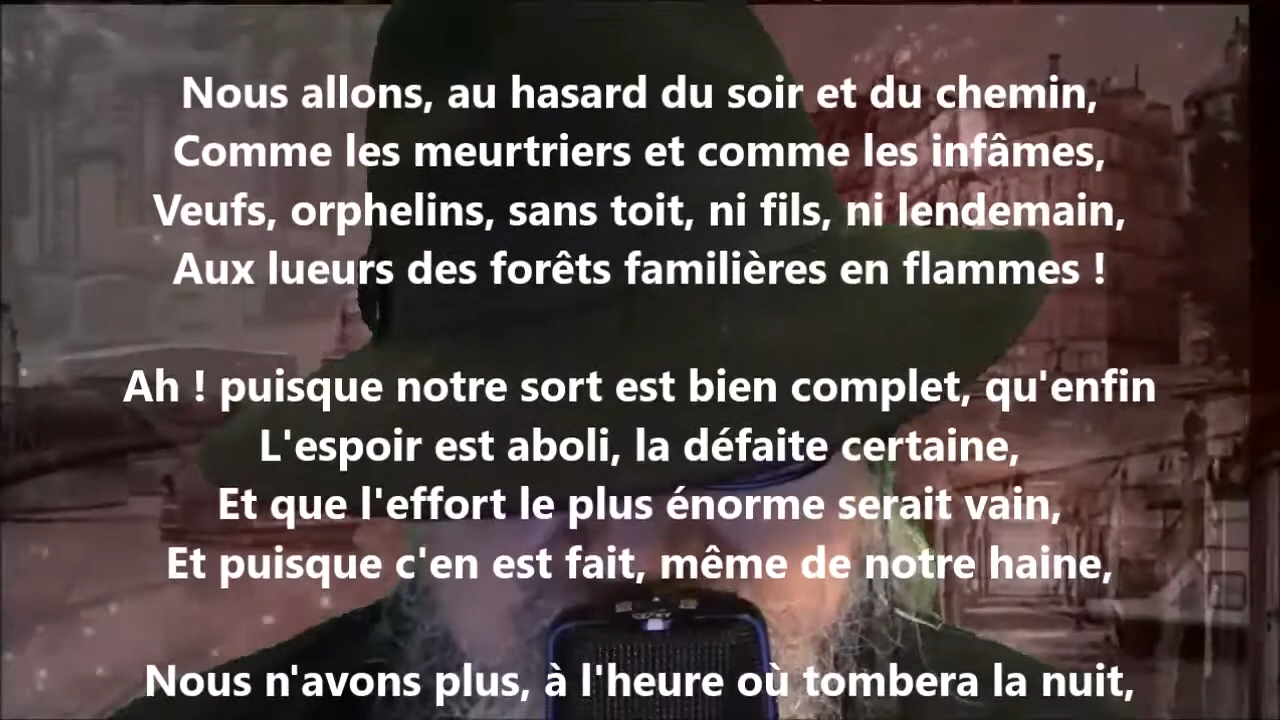 Nous allons, au hasard du soir et du chemin,
Comme les meurtriers et comme les infâmes,
Veufs, orphelins, sans toit, ni fils, ni lendemain,
Aux lueurs des forêts familières en flammes !
Ah ! puisque notre sort est bien complet, qu'enfin
L'espoir est aboli, la défaite certaine,
Et que l'effort le plus énorme serait vain,
Et puisque c'en est fait, même de notre haine,
Nous n'avons plus, à l'heure où tombera la nuit,